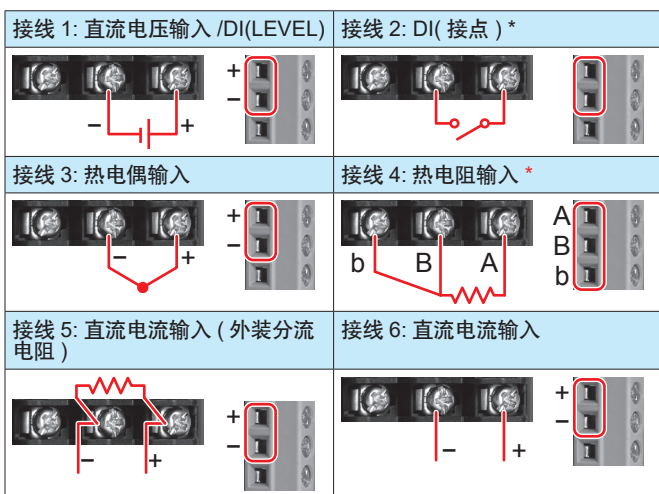 接线 1: 直流电压输入 /DI(LEVEL)
接线 2: DI( 接点 ) *
+
−
− +
接线 3: 热电偶输入
接线 4: 热电阻输入 *
− +
+
−
b B A
A
B
b
接线 5: 直流电流输入 ( 外装分流
电阻 )
接线 6: 直流电流输入
− +
+
−
− +
+
−